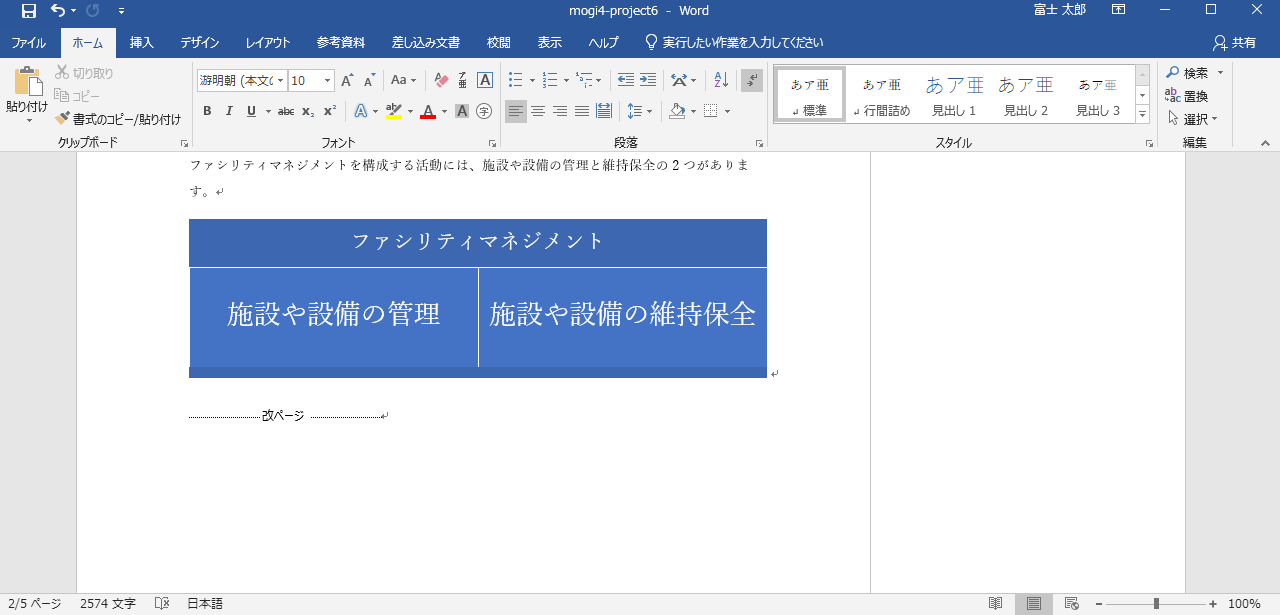 mogi4-project6 - Word
富士 太郎
ファイル ホーム 挿入 デザイン レイアウト 参考資料 差し込み文書 校閲 表示 ヘルプ 実行したい作業を入力してください 共有
貼り付け
切り取り
コピー
書式のコピー/貼り付け
クリップボード
游明朝 (本文の 10
Aa
B I U abc x₂ x²
フォント
段落
あア亜 あア亜 あア亜 あア亜 あア亜
標準 行間詰め 見出し 1 見出し 2 見出し 3
スタイル
検索
置換
選択
編集
ファシリティマネジメントを構成する活動には、施設や設備の管理と維持保全の 2 つがありま
す。
ファシリティマネジメント
施設や設備の管理 施設や設備の維持保全
改ページ
2/5 ページ 2574 文字 日本語 100%